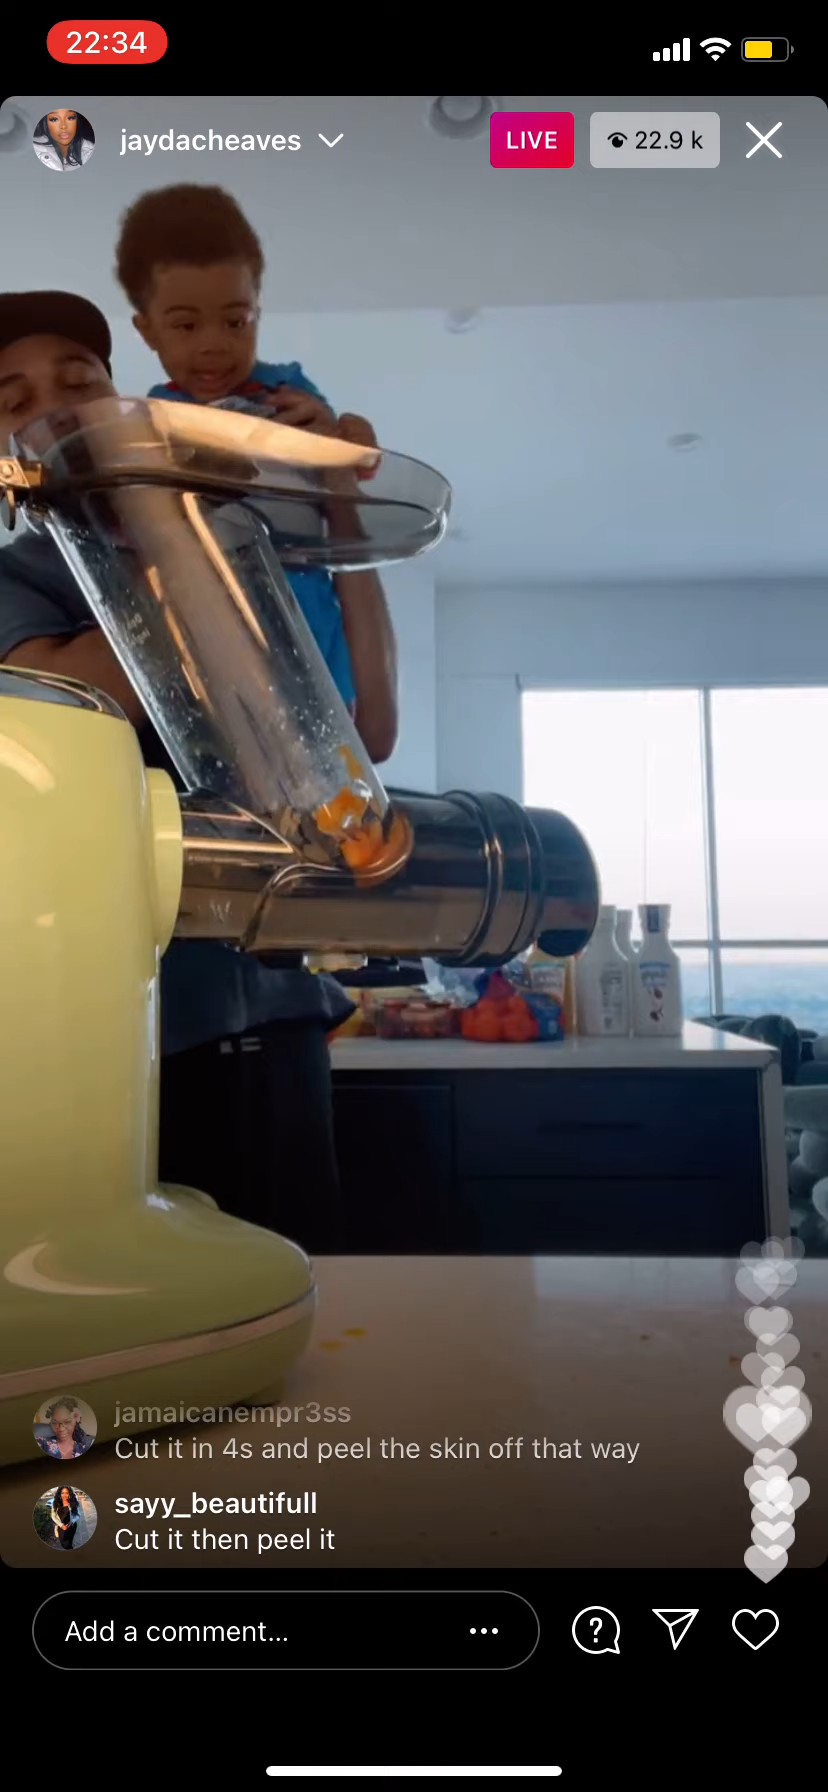 22:34
jaydacheaves
LIVE
22.9 k
jamaicanempr3ss
Cut it in 4s and peel the skin off that way
sayy_beautifull
Cut it then peel it
Add a comment...